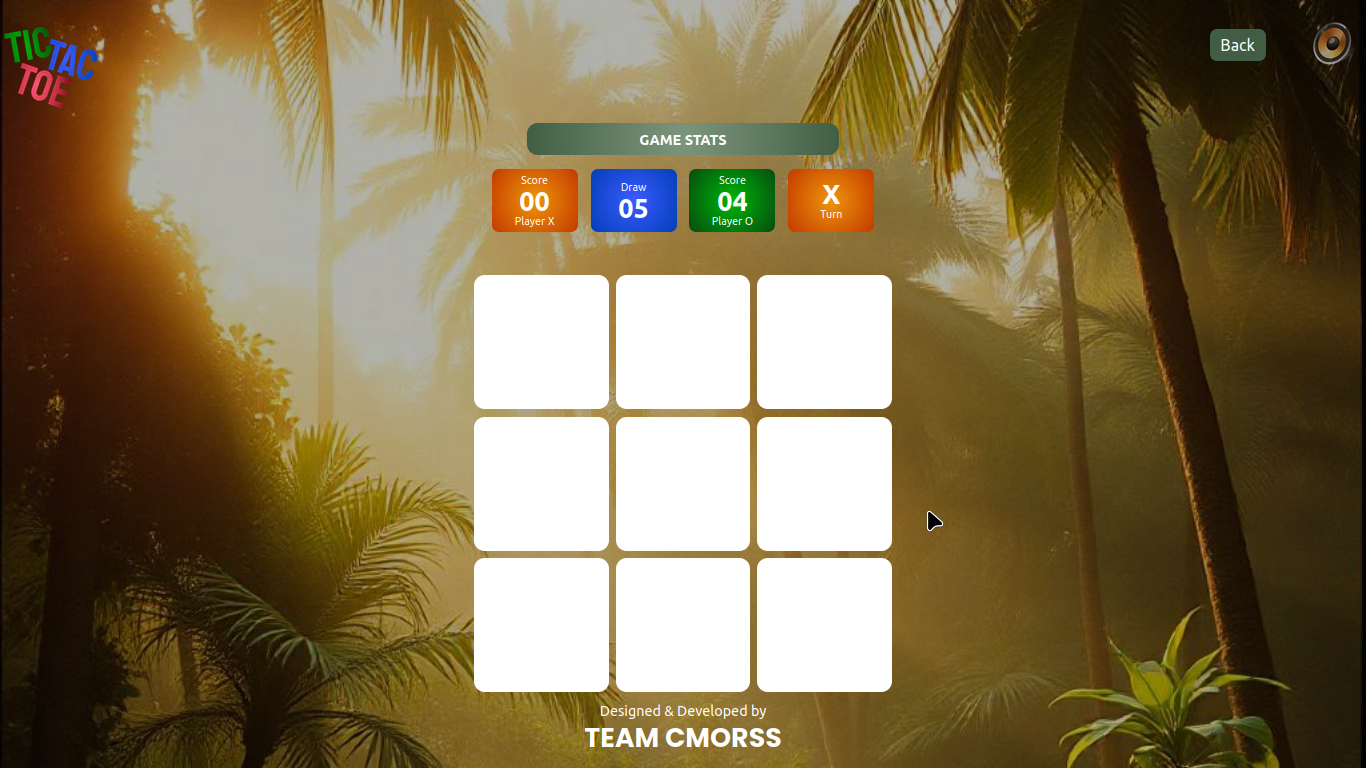 TIC
TAC
TOE
Back
GAME STATS
Score
00
Player X
Draw
05
Score
04
Player O
X
Turn
Designed & Developed by
TEAM CMORSS